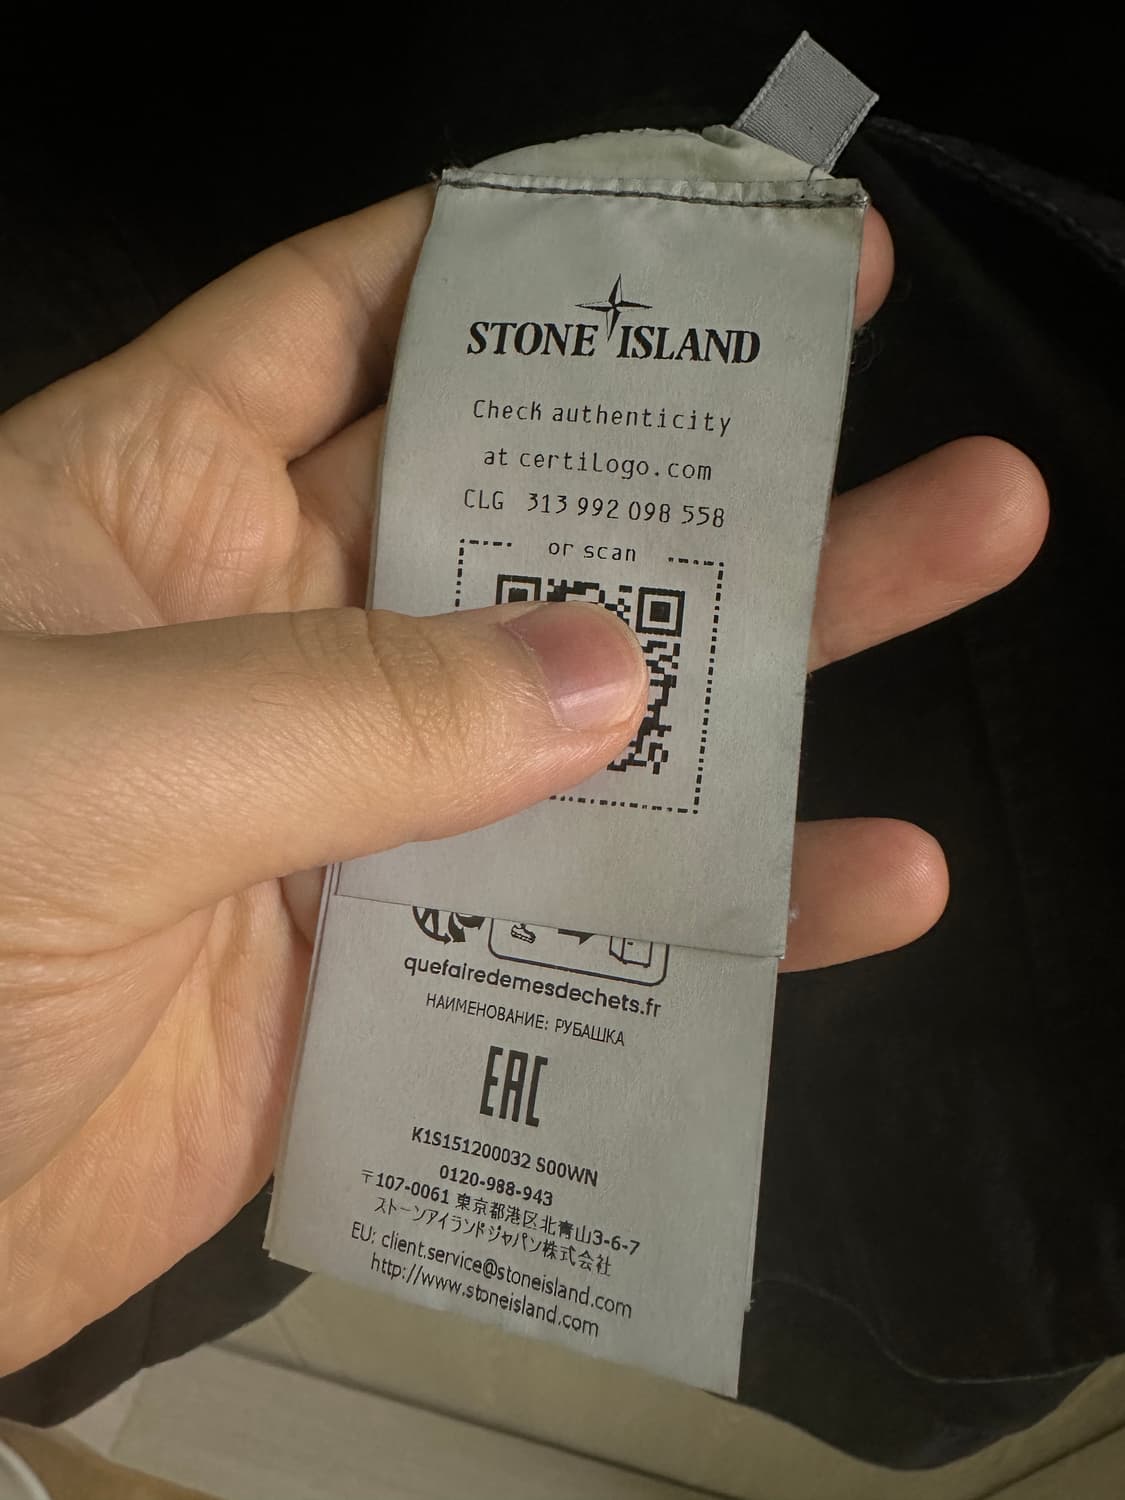 STONE ISLAND
Check authenticity
at certilogo.com
CLG 313 992 098 558
or scan
quefairedemesdechets.fr
НАИМЕНОВАНИЕ: РУБАШКА
EAC
K1S151200032 S00WN
0120-988-943
〒107-0061 東京都港区北青山3-6-7
ストーンアイランドジャパン株式会社
EU: client.service@stoneisland.com
http://www.stoneisland.com